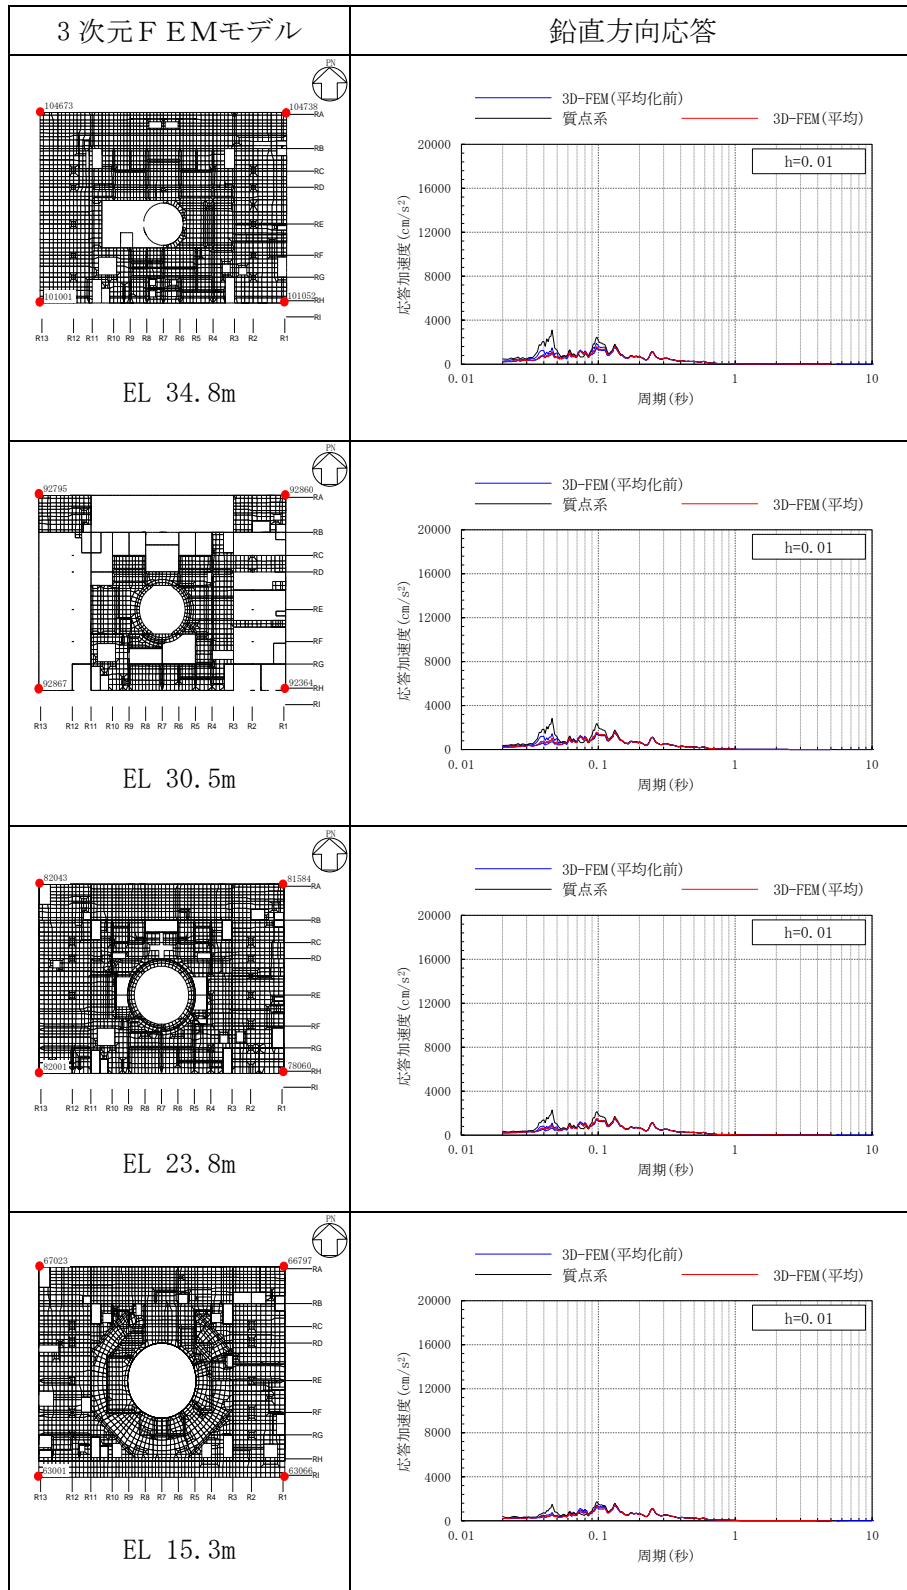 3次元ＦＥＭモデル
鉛直方向応答
PN
104673
104738
RA
RB
RC
RD
RE
RF
RG
101001
101052
RH
RI
R13 R12 R11 R10 R9 R8 R7 R6 R5 R4 R3 R2 R1
EL 34.8m
3D-FEM(平均化前)
質点系
3D-FEM(平均)
h=0.01
応答加速度(cm/s²)
20000
16000
12000
8000
4000
0
0.01 0.1 1 10
周期(秒)
PN
92795
92860
RA
RB
RC
RD
RE
RF
RG
92867
92364
RH
RI
R13 R12 R11 R10 R9 R8 R7 R6 R5 R4 R3 R2 R1
EL 30.5m
3D-FEM(平均化前)
質点系
3D-FEM(平均)
h=0.01
応答加速度(cm/s²)
20000
16000
12000
8000
4000
0
0.01 0.1 1 10
周期(秒)
PN
82043
81584
RA
RB
RC
RD
RE
RF
RG
82001
78060
RH
RI
R13 R12 R11 R10 R9 R8 R7 R6 R5 R4 R3 R2 R1
EL 23.8m
3D-FEM(平均化前)
質点系
3D-FEM(平均)
h=0.01
応答加速度(cm/s²)
20000
16000
12000
8000
4000
0
0.01 0.1 1 10
周期(秒)
PN
67023
66797
RA
RB
RC
RD
RE
RF
RG
RH
63001
63066
RI
R13 R12 R11 R10 R9 R8 R7 R6 R5 R4 R3 R2 R1
EL 15.3m
3D-FEM(平均化前)
質点系
3D-FEM(平均)
h=0.01
応答加速度(cm/s²)
20000
16000
12000
8000
4000
0
0.01 0.1 1 10
周期(秒)